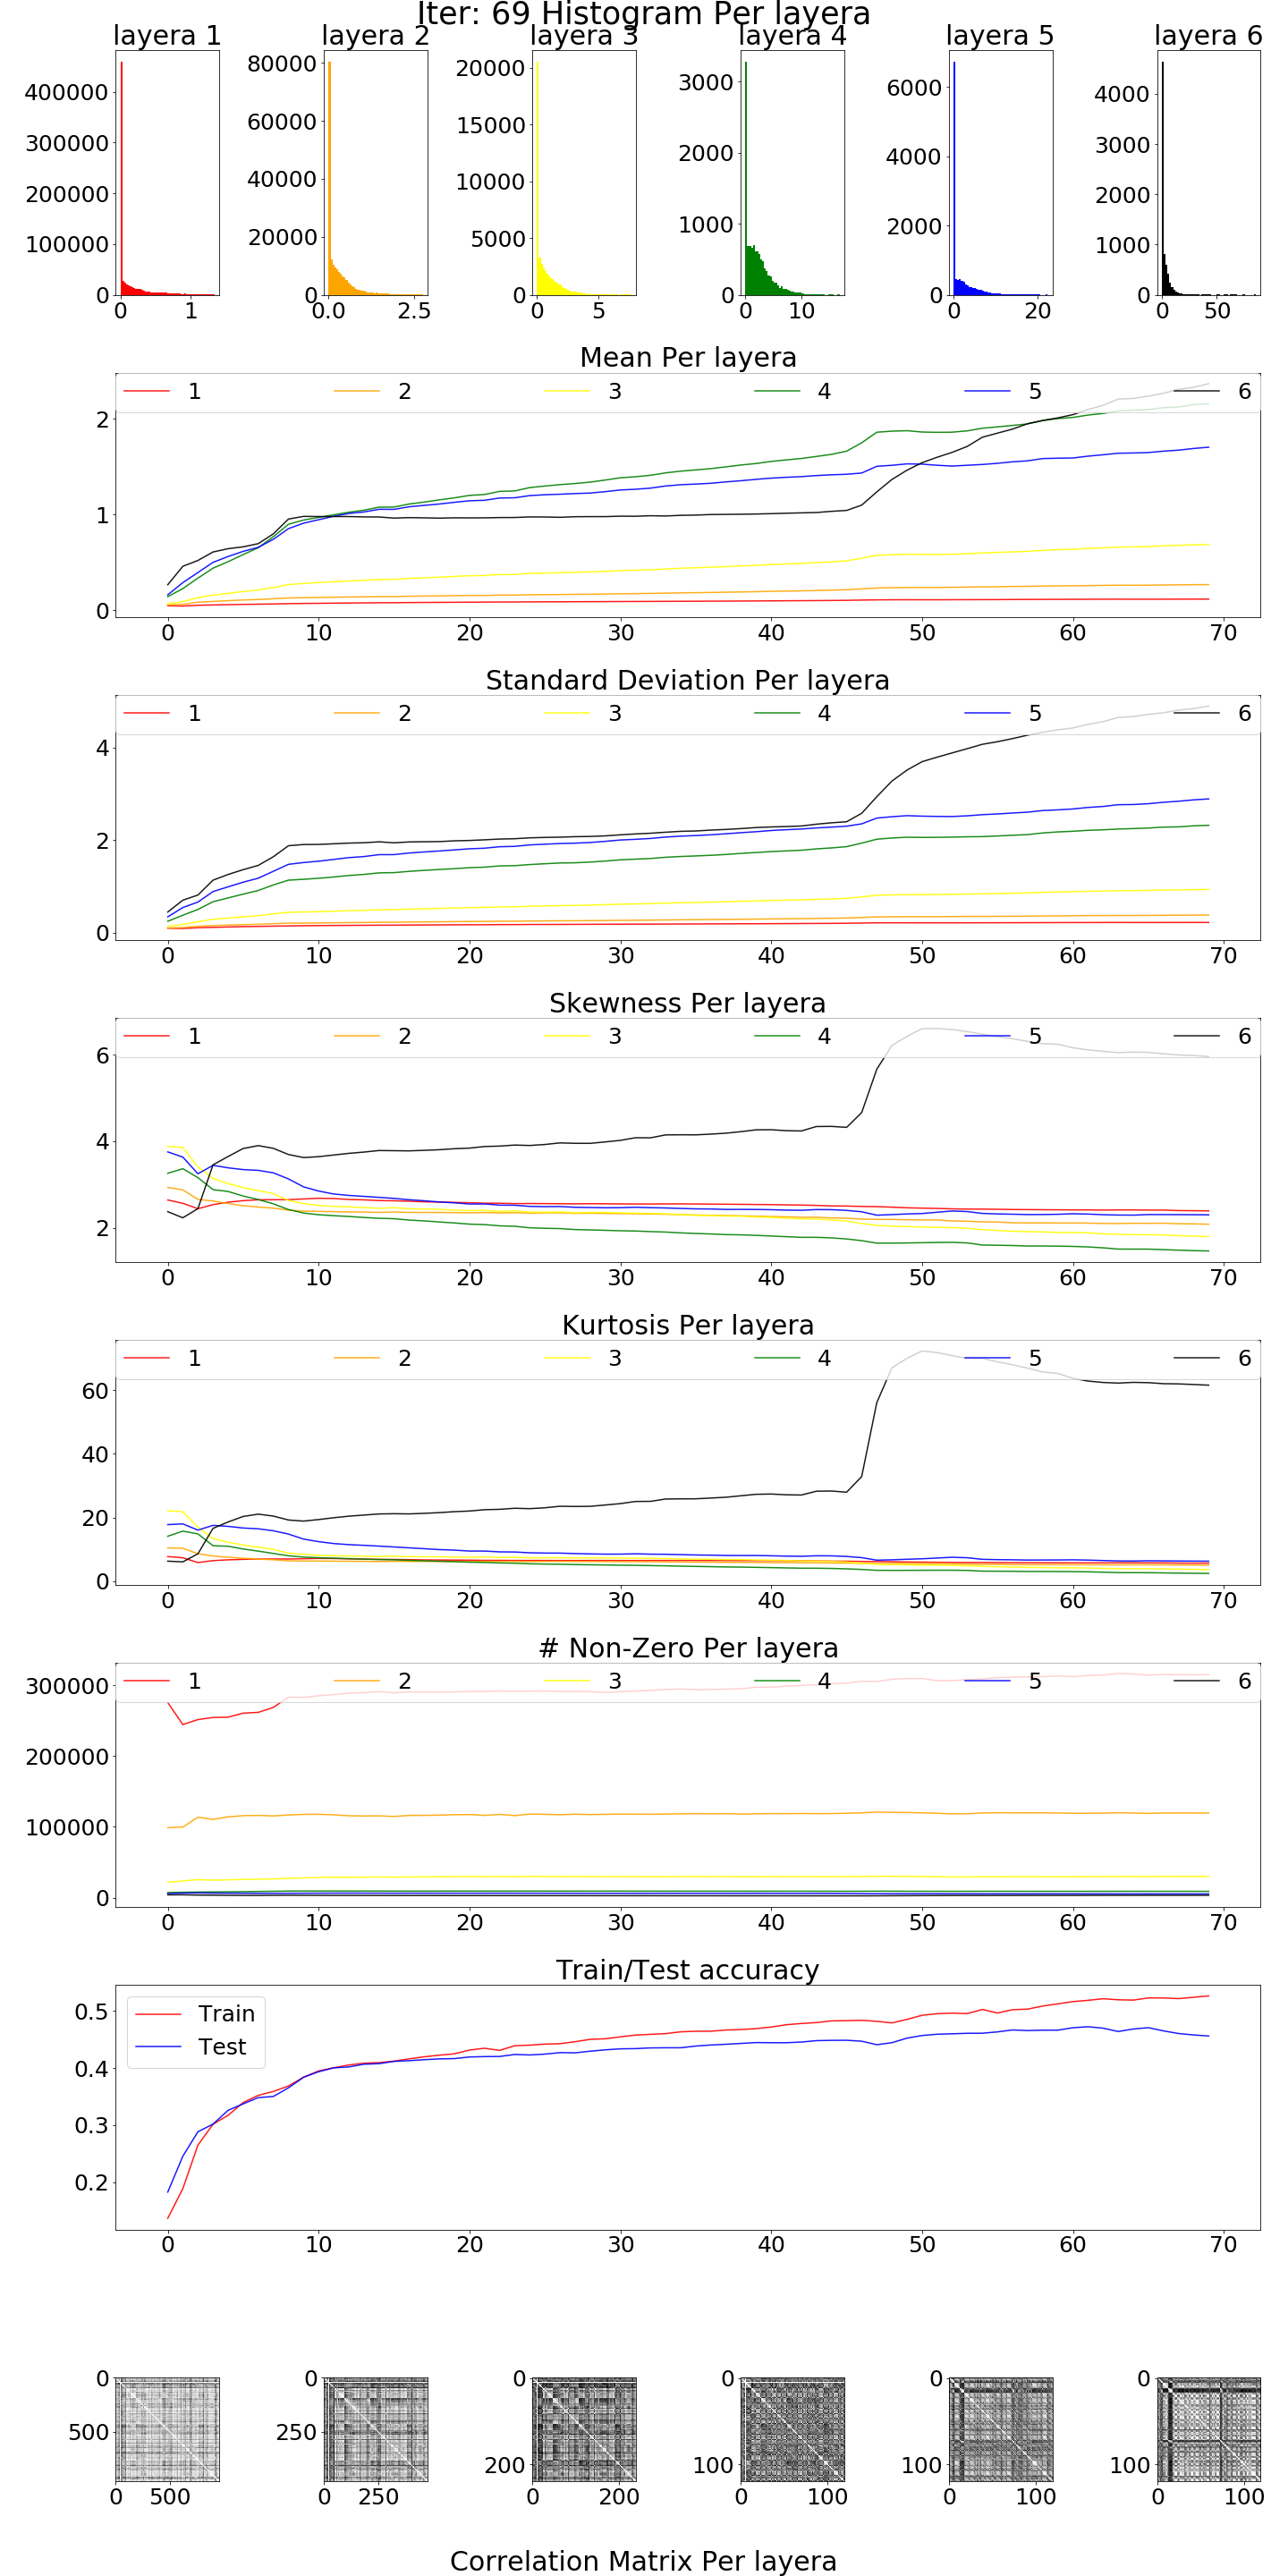 Iter: 69 Histogram Per layera
layera 1 layera 2 layera 3 layera 4 layera 5 layera 6
400000 300000 200000 100000 0
0 1
80000 60000 40000 20000 0
0.0 2.5
20000 15000 10000 5000 0
0 5
3000 2000 1000 0
0 10
6000 4000 2000 0
0 20
4000 3000 2000 1000 0
0 50
Mean Per layera
1 2 3 4 5 6
2
1
0
0 10 20 30 40 50 60 70
Standard Deviation Per layera
1 2 3 4 5 6
4
2
0
0 10 20 30 40 50 60 70
Skewness Per layera
1 2 3 4 5 6
6
4
2
0 10 20 30 40 50 60 70
Kurtosis Per layera
1 2 3 4 5 6
60
40
20
0
0 10 20 30 40 50 60 70
# Non-Zero Per layera
1 2 3 4 5 6
300000
200000
100000
0
0 10 20 30 40 50 60 70
Train/Test accuracy
Train
Test
0.5
0.4
0.3
0.2
0 10 20 30 40 50 60 70
0 500
0 500
0 250
0 250
0 200
0 200
0 100
0 100
0 100
0 100
0 100
0 100
Correlation Matrix Per layera